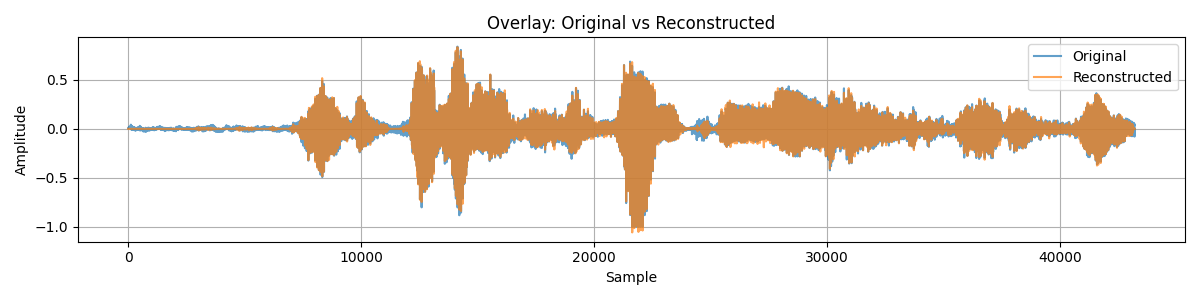 Overlay: Original vs Reconstructed
Original
Reconstructed
Amplitude
0.5
0.0
−0.5
−1.0
0
10000
20000
30000
40000
Sample